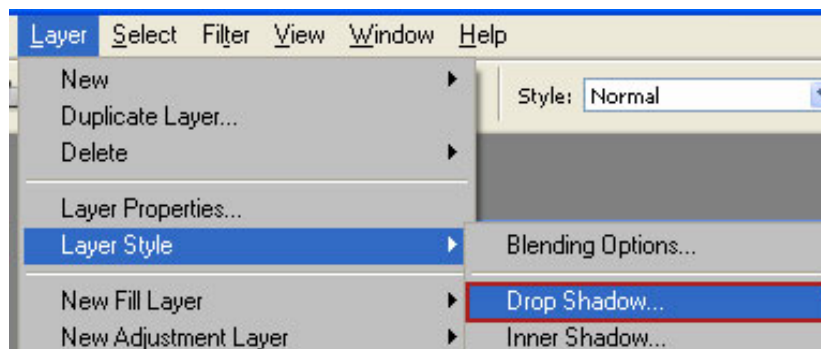 Layer Select Filter View Window Help
New
Style: Normal
Duplicate Layer...
Delete
Layer Properties...
Layer Style
Blending Options...
New Fill Layer
Drop Shadow...
New Adjustment Layer
Inner Shadow...